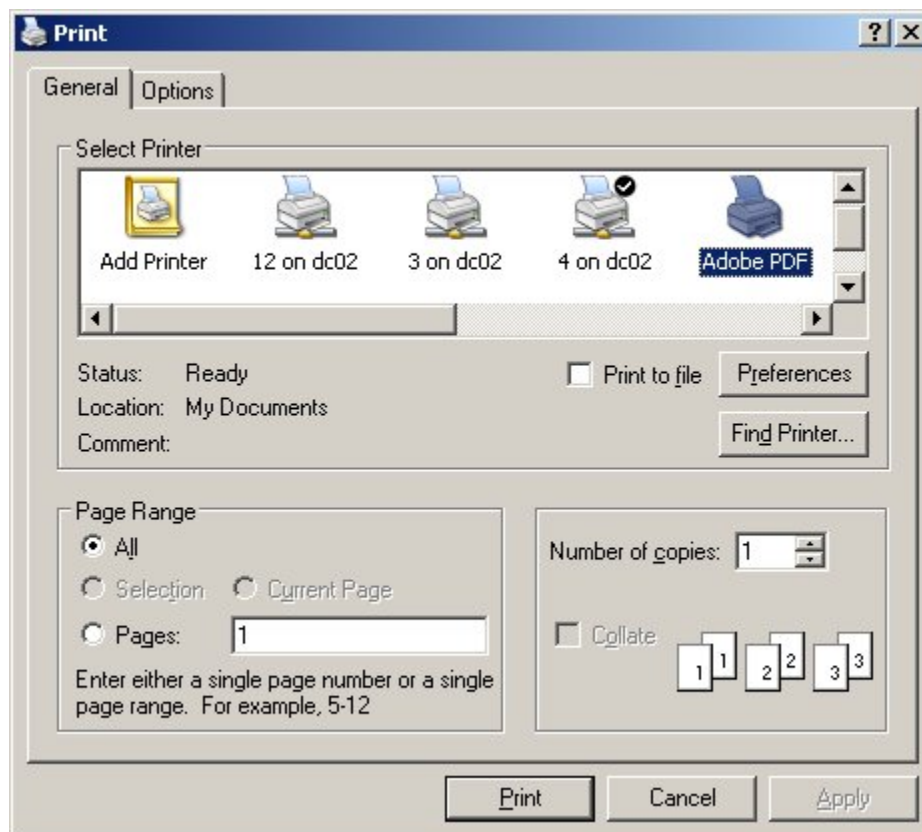 Print
General Options
Select Printer
Add Printer 12 on dc02 3 on dc02 4 on dc02 Adobe PDF
Status: Ready
Print to file Preferences
Location: My Documents
Comment:
Find Printer...
Page Range
All
Selection Current Page
Pages: 1
Enter either a single page number or a single
page range. For example, 5-12
Number of copies: 1
Collate
1 1 2 2 3 3
Print Cancel Apply